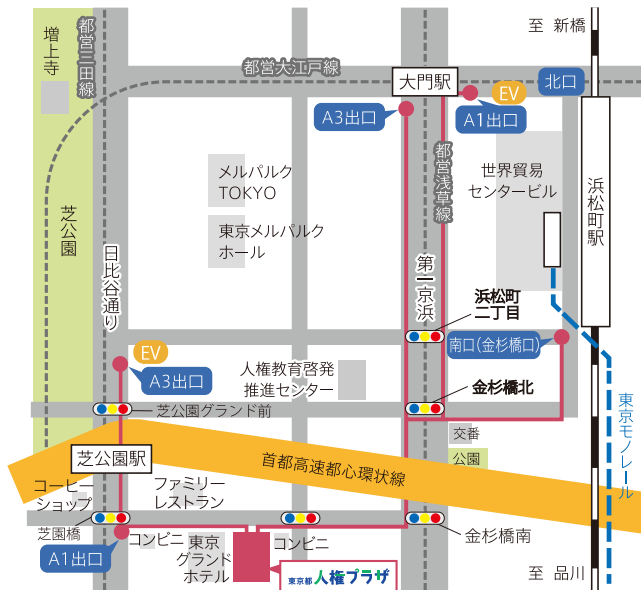 至 新橋
増上寺
都営三田線
都営大江戸線
大門駅
北口
EV
A3出口
A1出口
都営浅草線
世界貿易
センタービル
浜松町駅
メルパルク
TOKYO
東京メルパルク
ホール
芝公園
日比谷通り
第一京浜
浜松町
二丁目
南口(金杉橋口)
EV
A3出口
人権教育啓発
推進センター
金杉橋北
芝公園グランド前
東京モノレール
交番
公園
芝公園駅
首都高速都心環状線
コーヒー
ショップ
ファミリー
レストラン
芝園橋
金杉橋南
A1出口
コンビニ
東京
グランド
ホテル
コンビニ
東京都 人権プラザ
至 品川